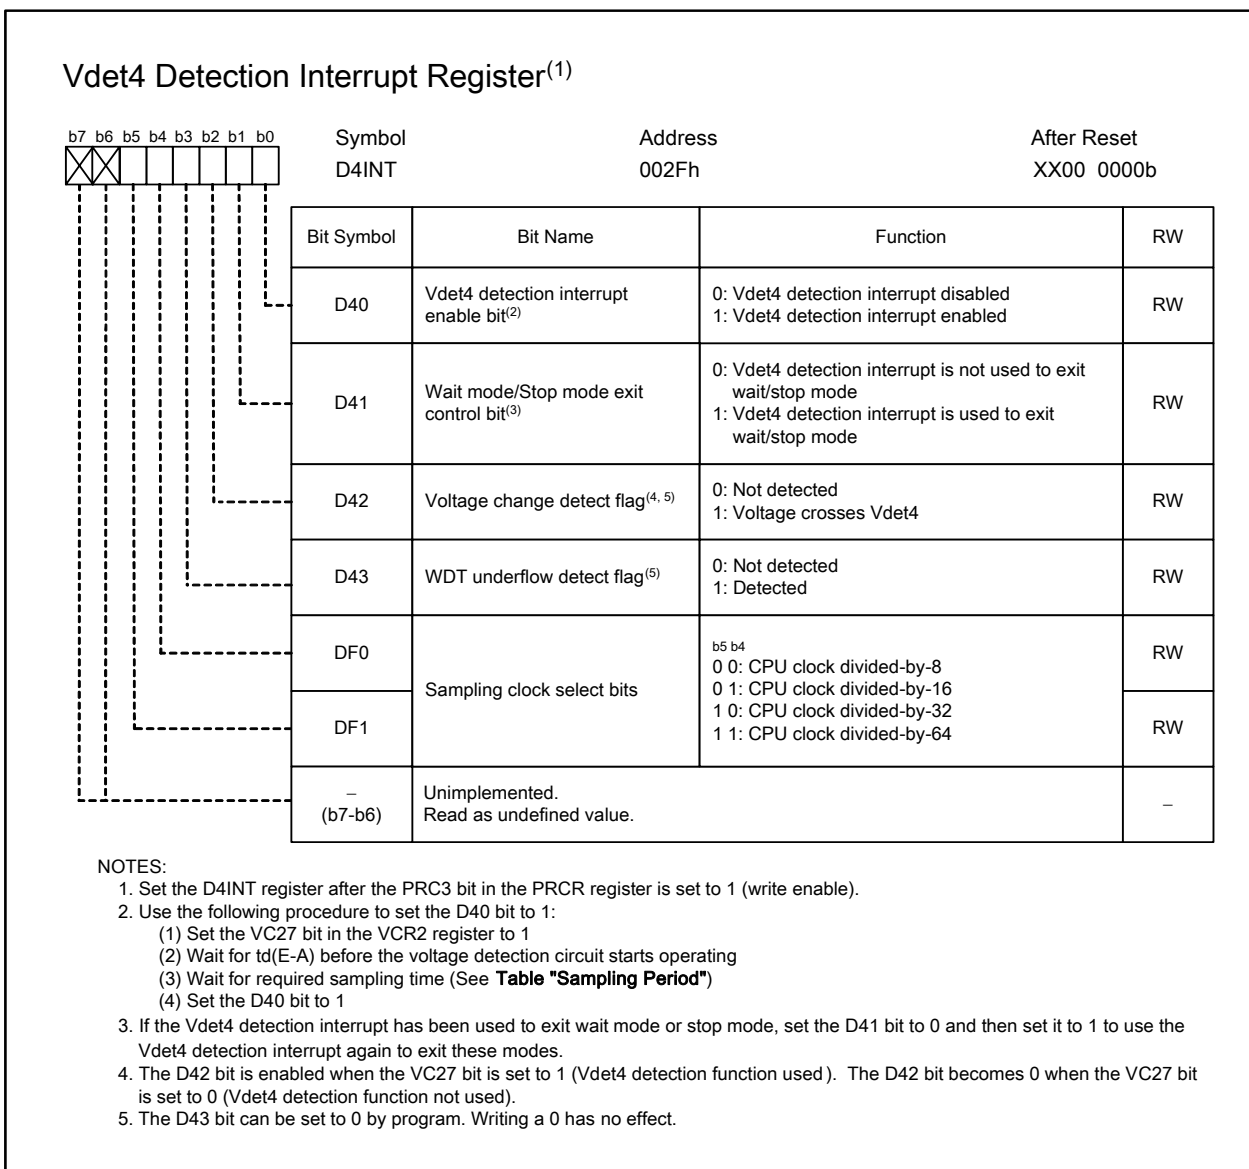 Vdet4 Detection Interrupt Register(1)
b7 b6 b5 b4 b3 b2 b1 b0
Symbol Address After Reset
D4INT 002Fh XX00 0000b
Bit Symbol Bit Name Function RW
D40 Vdet4 detection interrupt enable bit(2) 0: Vdet4 detection interrupt disabled RW
1: Vdet4 detection interrupt enabled
D41 Wait mode/Stop mode exit control bit(3) 0: Vdet4 detection interrupt is not used to exit RW
wait/stop mode
1: Vdet4 detection interrupt is used to exit
wait/stop mode
D42 Voltage change detect flag(4, 5) 0: Not detected RW
1: Voltage crosses Vdet4
D43 WDT underflow detect flag(5) 0: Not detected RW
1: Detected
DF0 Sampling clock select bits b5 b4 RW
0 0: CPU clock divided-by-8
0 1: CPU clock divided-by-16
1 0: CPU clock divided-by-32
1 1: CPU clock divided-by-64
DF1 RW
– (b7-b6) Unimplemented. –
Read as undefined value.
NOTES:
1. Set the D4INT register after the PRC3 bit in the PRCR register is set to 1 (write enable).
2. Use the following procedure to set the D40 bit to 1:
(1) Set the VC27 bit in the VCR2 register to 1
(2) Wait for td(E-A) before the voltage detection circuit starts operating
(3) Wait for required sampling time (See Table "Sampling Period")
(4) Set the D40 bit to 1
3. If the Vdet4 detection interrupt has been used to exit wait mode or stop mode, set the D41 bit to 0 and then set it to 1 to use the
Vdet4 detection interrupt again to exit these modes.
4. The D42 bit is enabled when the VC27 bit is set to 1 (Vdet4 detection function used). The D42 bit becomes 0 when the VC27 bit
is set to 0 (Vdet4 detection function not used).
5. The D43 bit can be set to 0 by program. Writing a 0 has no effect.